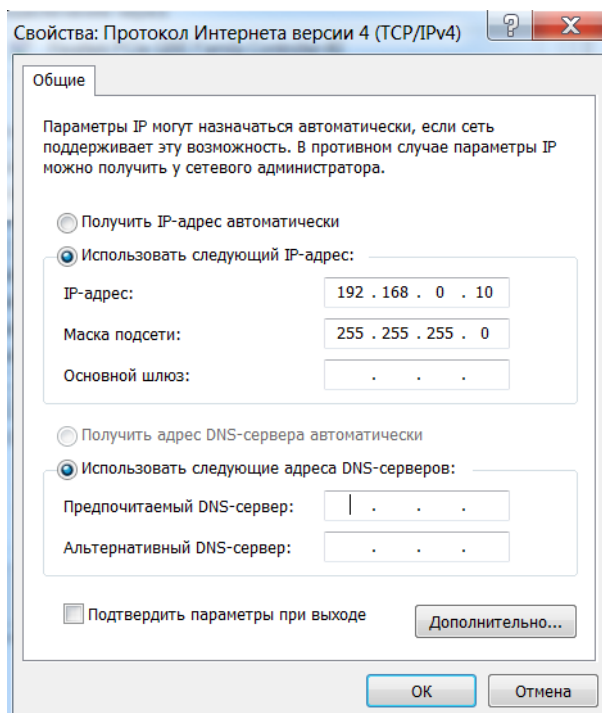 Свойства: Протокол Интернета версии 4 (TCP/IPv4)
Общие
Параметры IP могут назначаться автоматически, если сеть
поддерживает эту возможность. В противном случае параметры IP
можно получить у сетевого администратора.
Получить IP-адрес автоматически
Использовать следующий IP-адрес:
IP-адрес: 192 . 168 . 0 . 10
Маска подсети: 255 . 255 . 255 . 0
Основной шлюз: . . .
Получить адрес DNS-сервера автоматически
Использовать следующие адреса DNS-серверов:
Предпочитаемый DNS-сервер: . . .
Альтернативный DNS-сервер: . . .
Подтвердить параметры при выходе
Дополнительно...
ОК Отмена